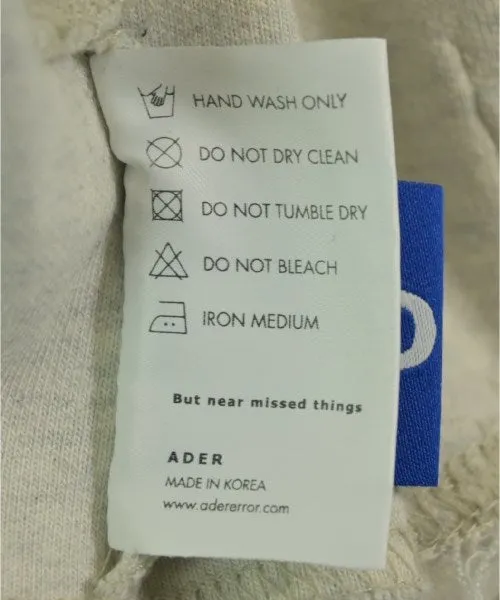 HAND WASH ONLY
DO NOT DRY CLEAN
DO NOT TUMBLE DRY
DO NOT BLEACH
IRON MEDIUM
But near missed things
ADER
MADE IN KOREA
www.adererror.com